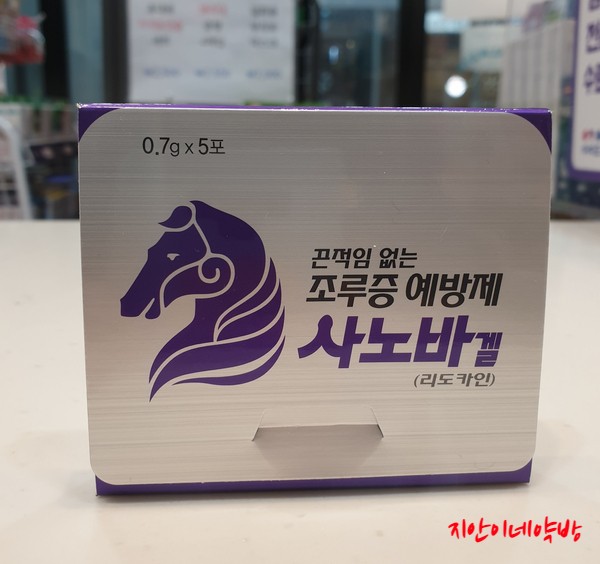 0.7g x 5포
끈적임 없는
조루증 예방제
사노바겔
(리도카인)
지안이네약방